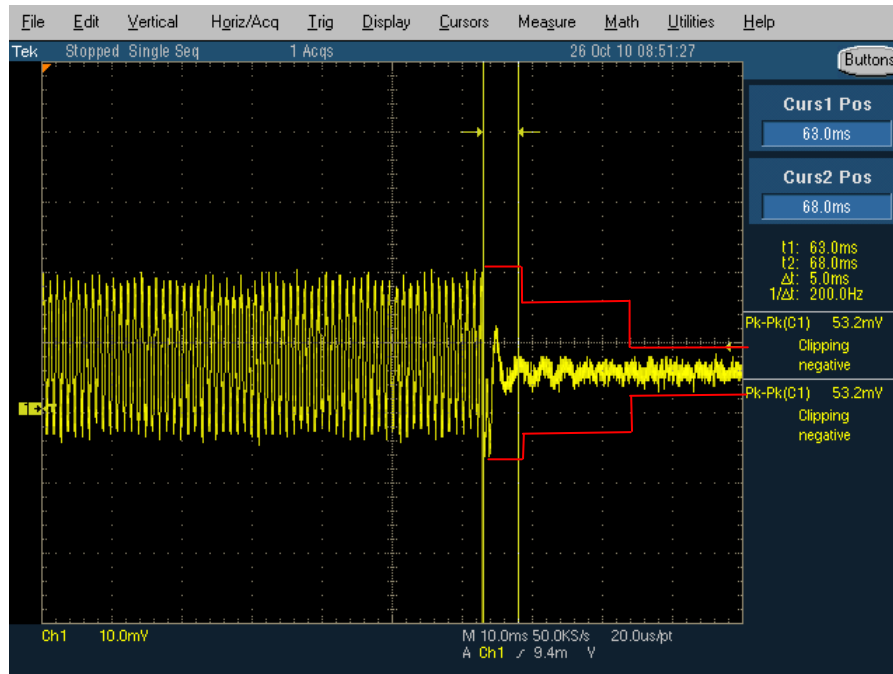 File Edit Vertical Horiz/Acq Trig Display Cursors Measure Math Utilities Help
Tek Stopped Single Seq 1 Acqs 26 Oct 10 08:51:27
Buttons
Curs1 Pos
63.0ms
Curs2 Pos
68.0ms
t1: 63.0ms
t2: 68.0ms
Δt: 5.0ms
1/Δt: 200.0Hz
Pk-Pk(C1) 53.2mV
Clipping
negative
Pk-Pk(C1) 53.2mV
Clipping
negative
1
Ch1 10.0mV M 10.0ms 50.0KS/s 20.0us/pt
A Ch1 / 9.4m V